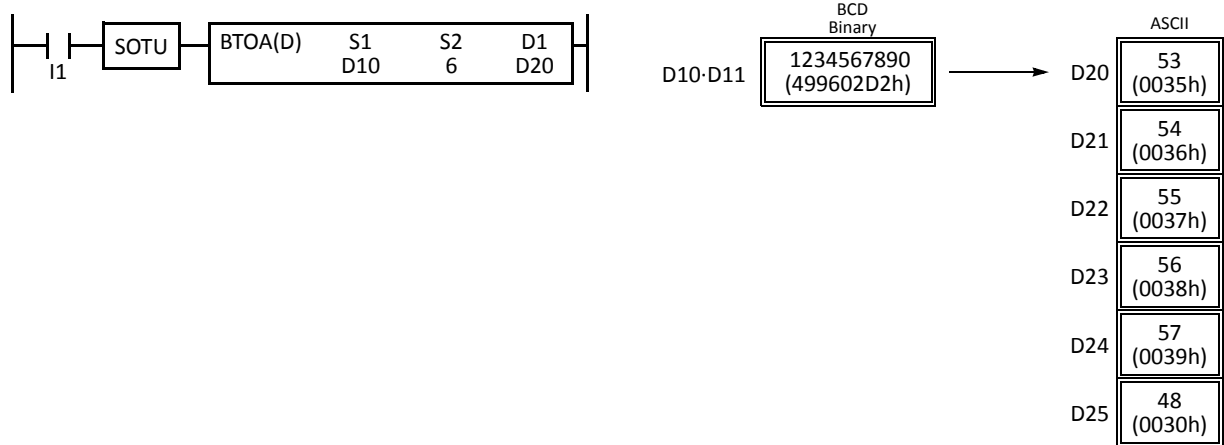 I1
SOTU
BTOA(D) S1 S2 D1
D10 6 D20
BCD
Binary
D10·D11
1234567890
(499602D2h)
ASCII
D20 53
(0035h)
D21 54
(0036h)
D22 55
(0037h)
D23 56
(0038h)
D24 57
(0039h)
D25 48
(0030h)